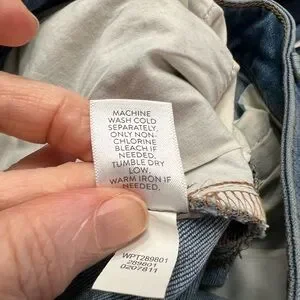 MACHINE
WASH COLD
SEPARATELY,
ONLY NON-
CHLORINE
BLEACH IF
NEEDED.
TUMBLE DRY
LOW.
WARM IRON IF
NEEDED.
WPT289801
289801
0207811